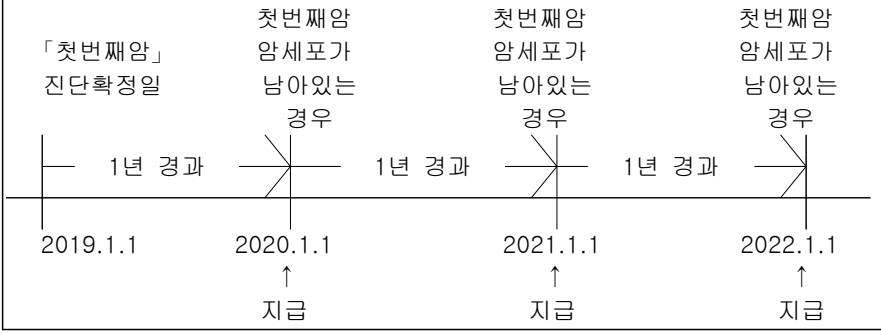 「첫번째암」
진단확정일
첫번째암
암세포가
남아있는
경우
첫번째암
암세포가
남아있는
경우
첫번째암
암세포가
남아있는
경우
1년 경과
1년 경과
1년 경과
2019.1.1
2020.1.1
2021.1.1
2022.1.1
↑
↑
↑
지급
지급
지급